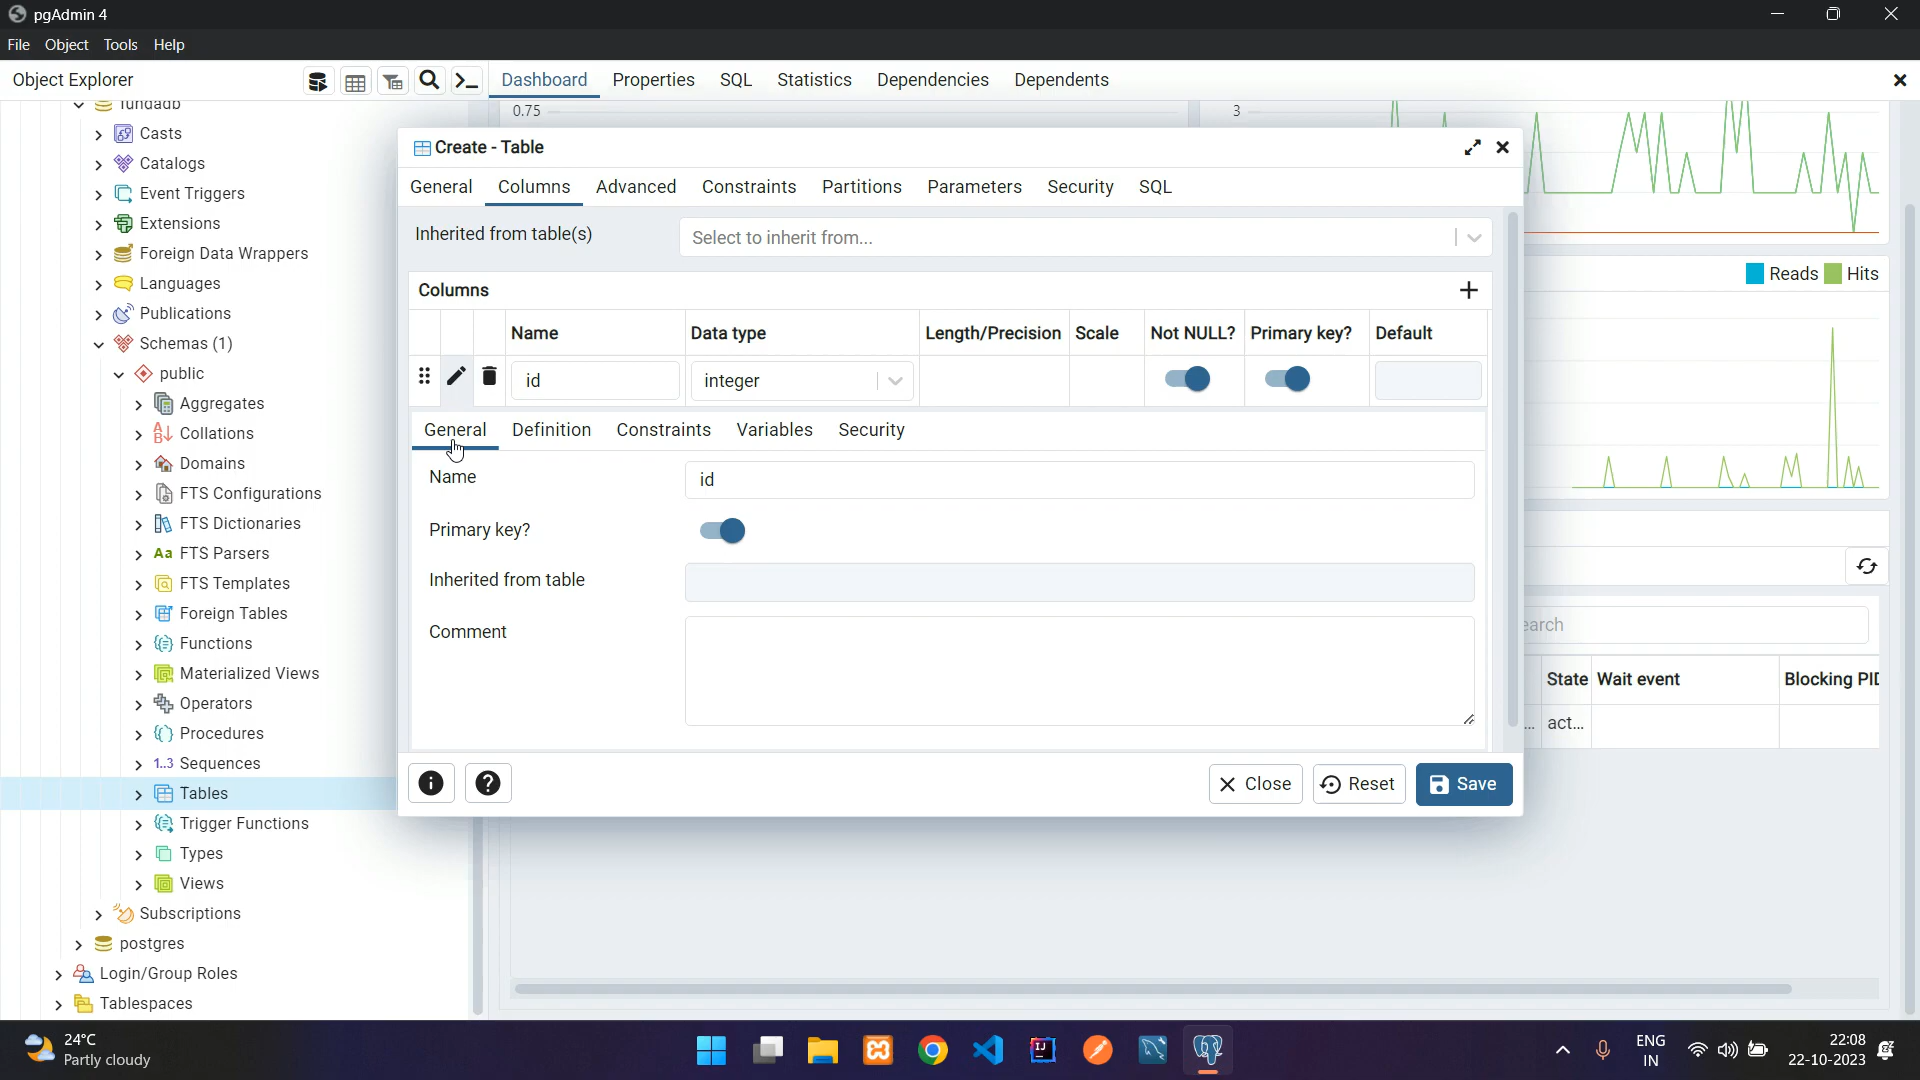 pgAdmin 4
File Object Tools Help
Object Explorer
Dashboard Properties SQL Statistics Dependencies Dependents
fundadb
Casts
Catalogs
Event Triggers
Extensions
Foreign Data Wrappers
Languages
Publications
Schemas (1)
public
Aggregates
Collations
Domains
FTS Configurations
FTS Dictionaries
FTS Parsers
FTS Templates
Foreign Tables
Functions
Materialized Views
Operators
Procedures
1..3 Sequences
Tables
Trigger Functions
Types
Views
Subscriptions
postgres
Login/Group Roles
Tablespaces
0.75
3
Create - Table
General Columns Advanced Constraints Partitions Parameters Security SQL
Inherited from table(s) Select to inherit from...
Columns
Name Data type Length/Precision Scale Not NULL? Primary key? Default
id integer
General Definition Constraints Variables Security
Name id
Primary key?
Inherited from table
Comment
Close Reset Save
Reads Hits
earch
State Wait event Blocking PI
act...
24°C
Partly cloudy
ENG
IN
22:08
22-10-2023